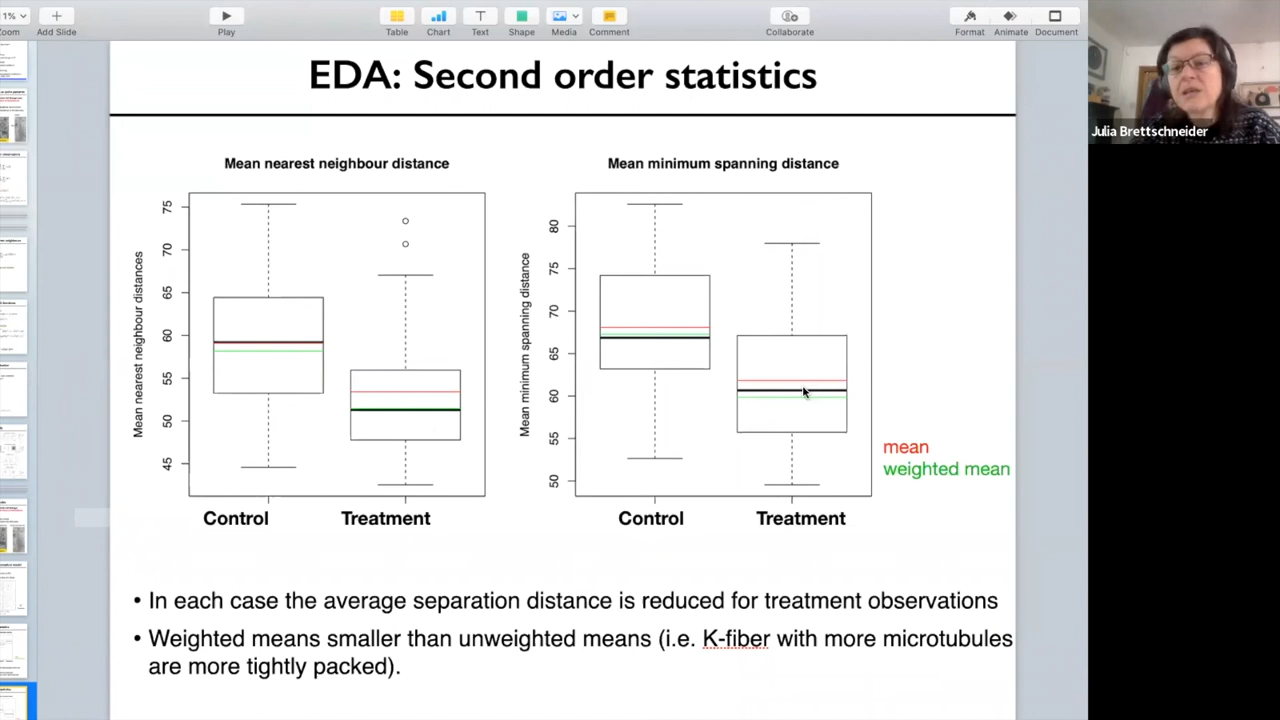 1%
Zoom
Add Slide
Play
Table
Chart
Text
Shape
Media
Comment
Collaborate
Format
Animate
Document
Julia Brettschneider
EDA: Second order statistics
Mean nearest neighbour distance
Mean nearest neighbour distances
75
70
65
60
55
50
45
Control
Treatment
Mean minimum spanning distance
Mean minimum spanning distance
80
75
70
65
60
55
50
Control
Treatment
mean
weighted mean
• In each case the average separation distance is reduced for treatment observations
• Weighted means smaller than unweighted means (i.e. K-fiber with more microtubules
are more tightly packed).